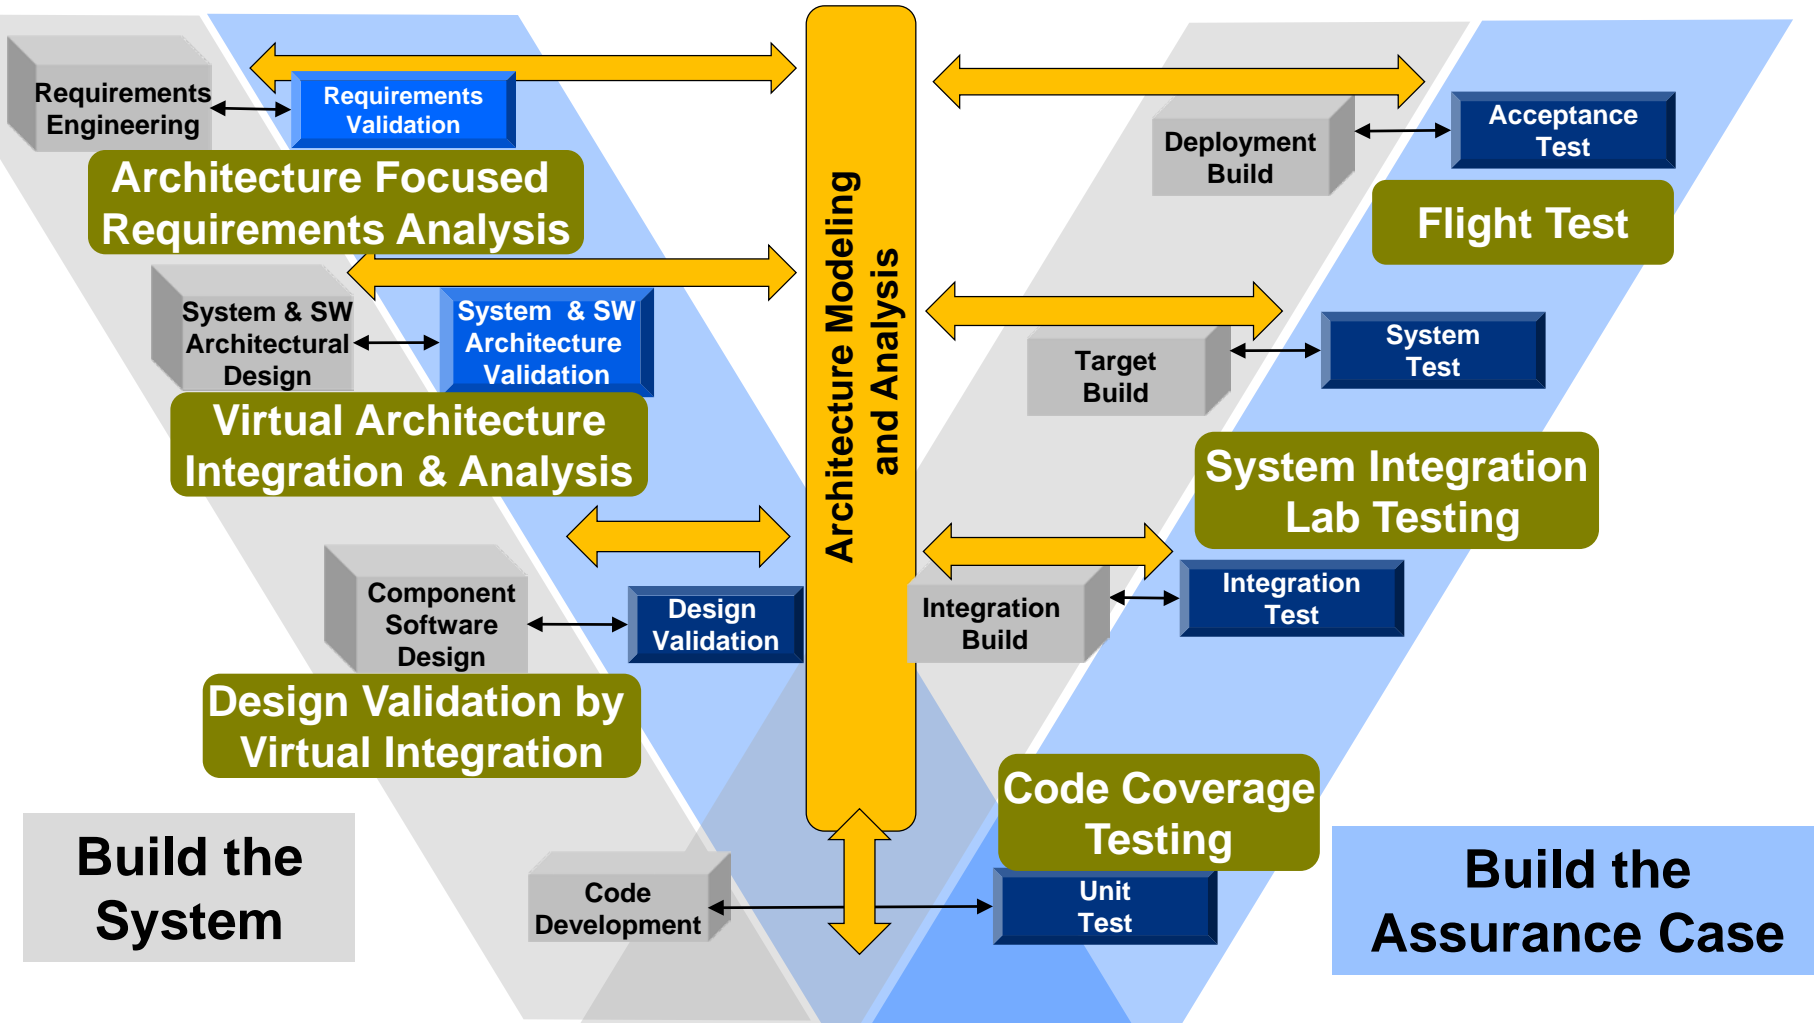 Requirements
Engineering
Requirements
Validation
Architecture Focused
Requirements Analysis
System & SW
Architectural
Design
System & SW
Architecture
Validation
Virtual Architecture
Integration & Analysis
Component
Software
Design
Design
Validation
Design Validation by
Virtual Integration
Build the
System
Code
Development
Architecture Modeling
and Analysis
Deployment
Build
Acceptance
Test
Flight Test
Target
Build
System
Test
System Integration
Lab Testing
Integration
Build
Integration
Test
Code Coverage
Testing
Unit
Test
Build the
Assurance Case